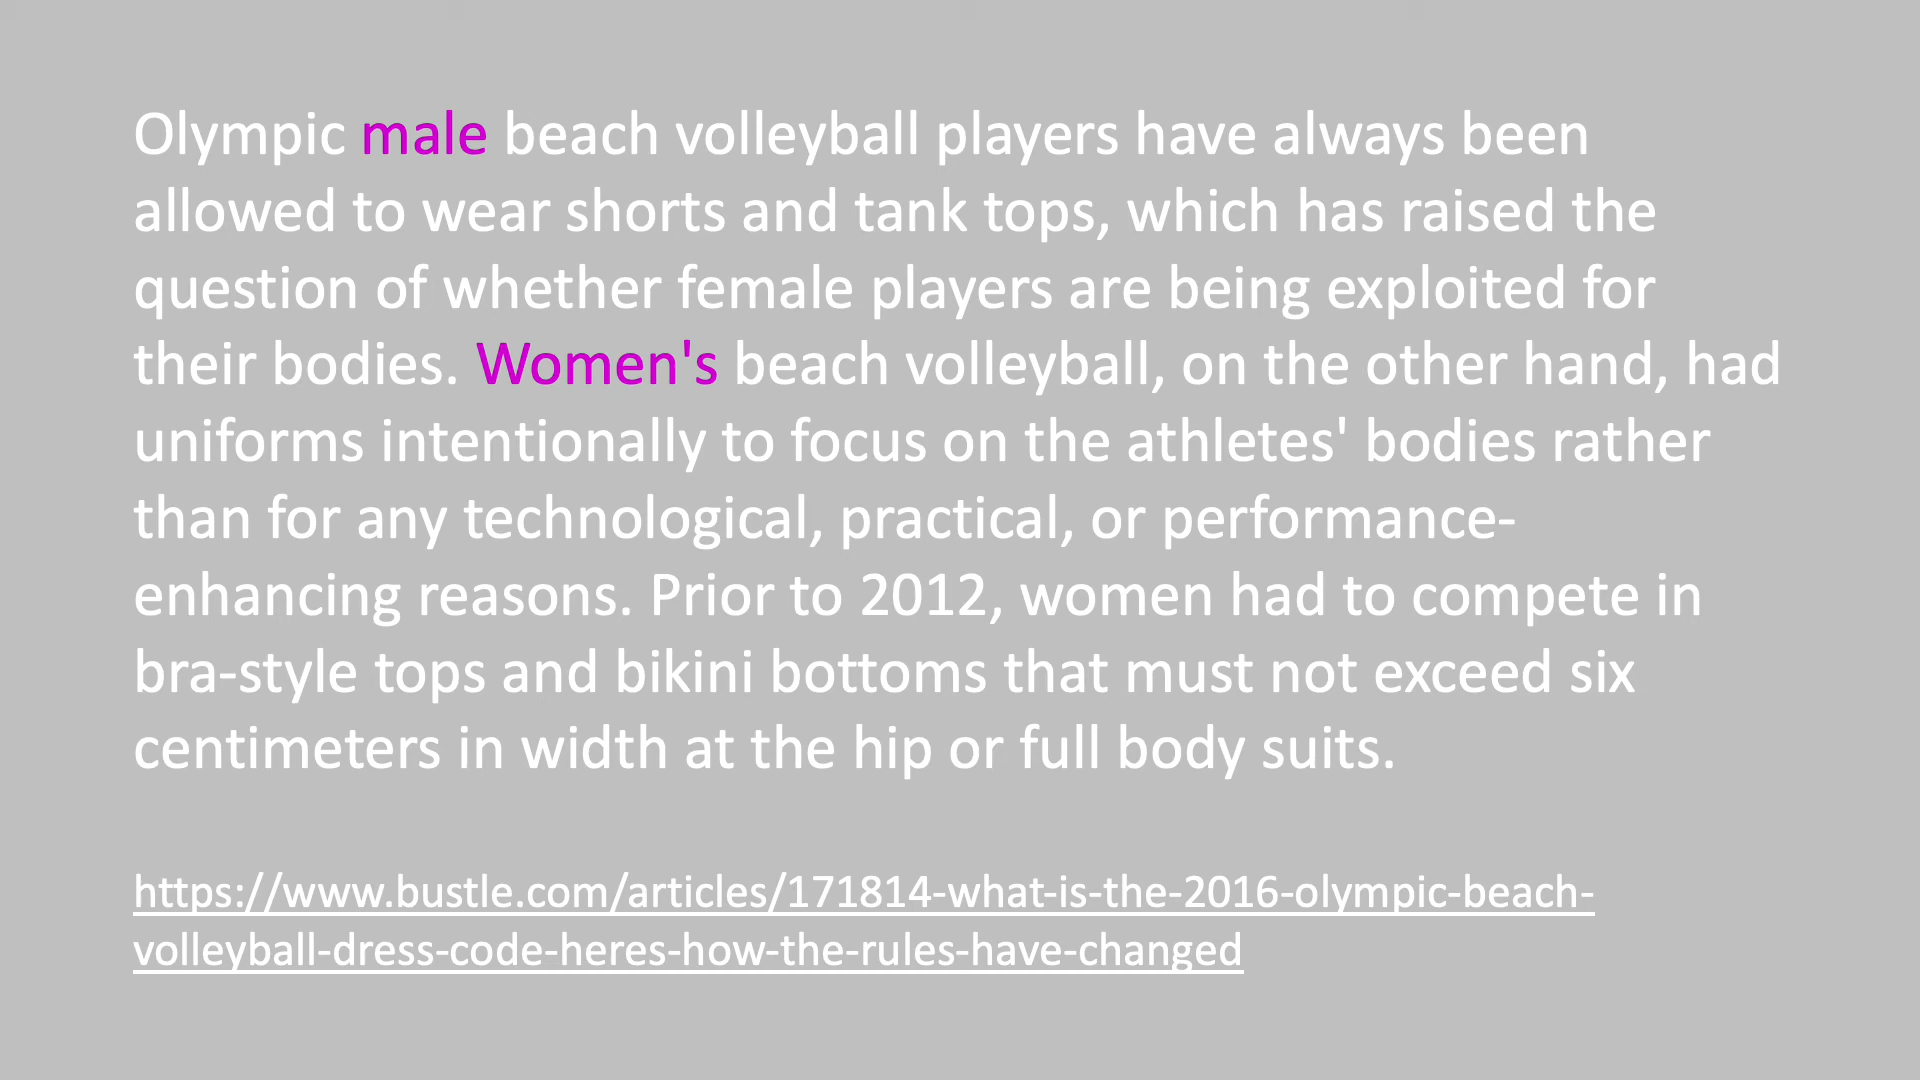 Olympic male beach volleyball players have always been
allowed to wear shorts and tank tops, which has raised the
question of whether female players are being exploited for
their bodies. Women's beach volleyball, on the other hand, had
uniforms intentionally to focus on the athletes' bodies rather
than for any technological, practical, or performance-
enhancing reasons. Prior to 2012, women had to compete in
bra-style tops and bikini bottoms that must not exceed six
centimeters in width at the hip or full body suits.
https://www.bustle.com/articles/171814-what-is-the-2016-olympic-beach-
volleyball-dress-code-heres-how-the-rules-have-changed